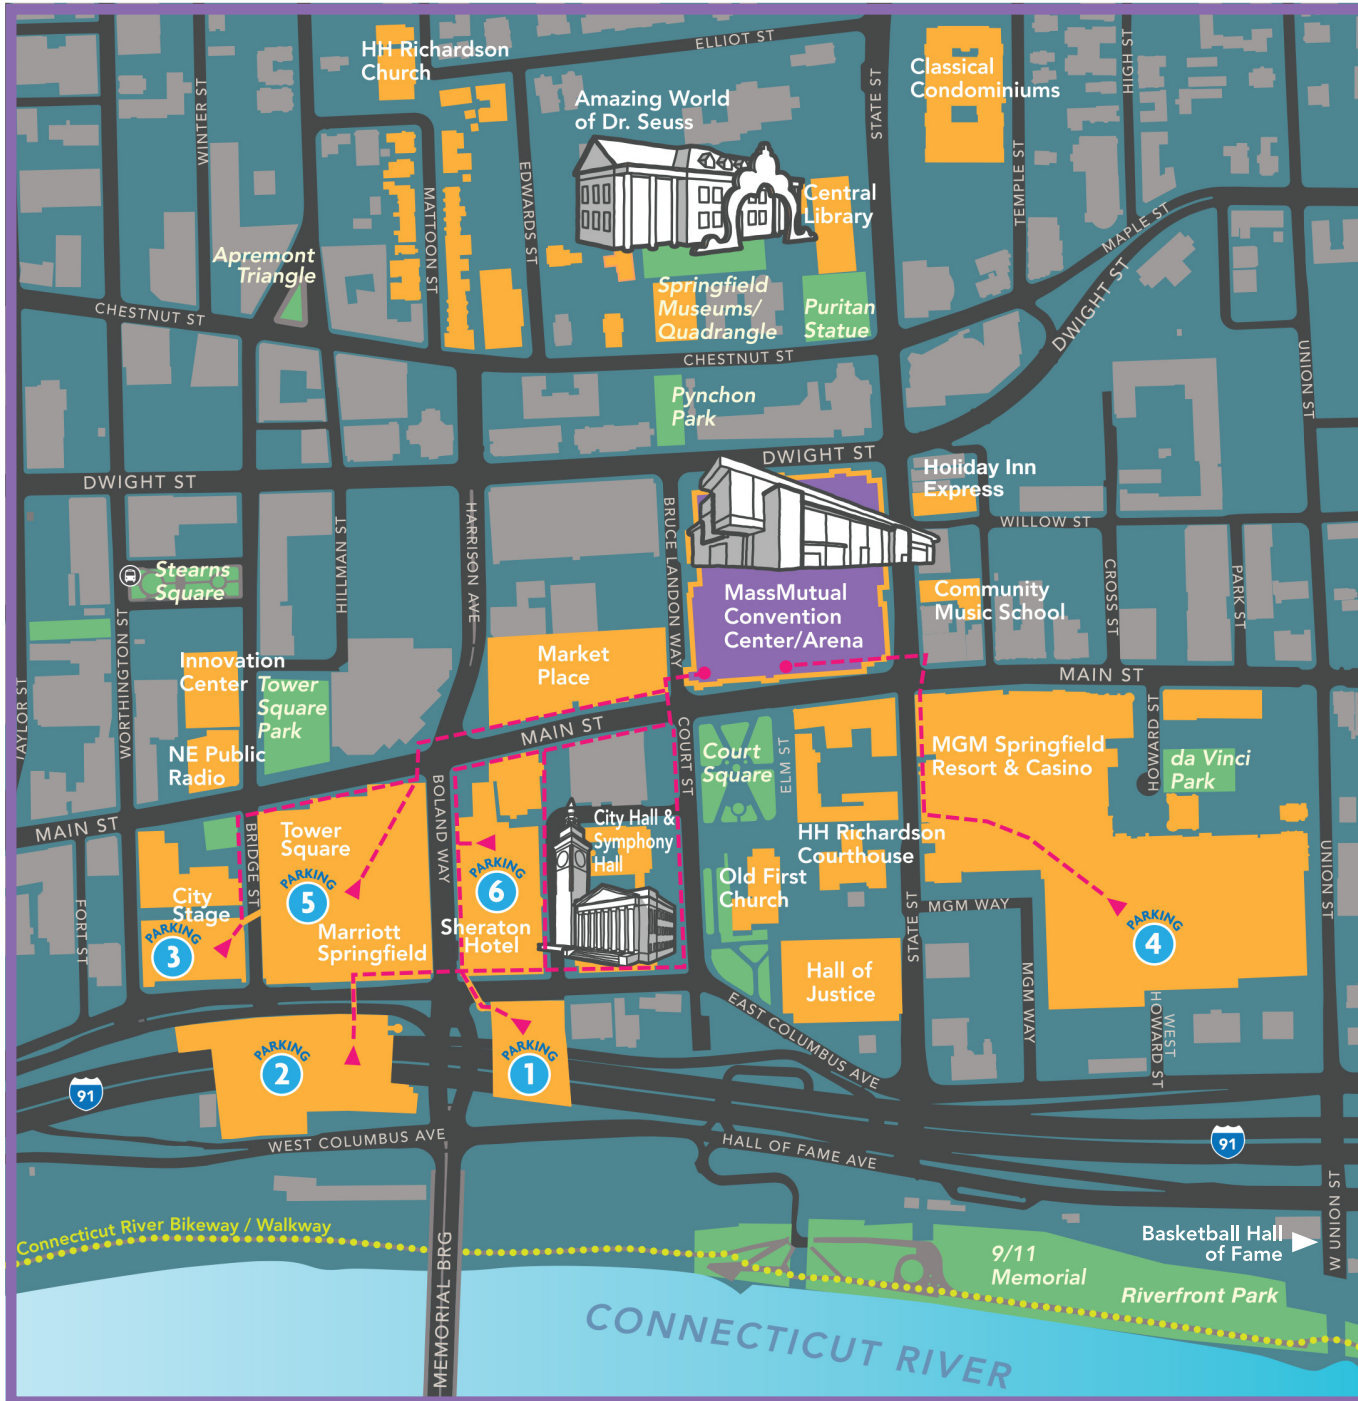 ELLIOT ST
HH Richardson
Church
Classical
Condominiums
HIGH ST
STATE ST
WINTER ST
Amazing World
of Dr. Seuss
TEMPLE ST
EDWARDS ST
MATTOON ST
Central
Library
MAPLE ST
Apremont
Triangle
DWIGHT ST
Springfield
Museums/
Quadrangle
Puritan
Statue
CHESTNUT ST
CHESTNUT ST
UNION ST
Pynchon
Park
DWIGHT ST
DWIGHT ST
Holiday Inn
Express
HARRISON AVE
BRUCE LANDON WAY
HILLMAN ST
WILLOW ST
Stearns
Square
CROSS ST
PARK ST
MassMutual
Convention
Center/Arena
Community
Music School
WORTHINGTON ST
TAYLOR ST
Market
Place
Innovation
Center
Tower
Square
Park
MAIN ST
HOWARD ST
MAIN ST
COURT ST
Court
Square
ELM ST
MGM Springfield
Resort & Casino
NE Public
Radio
da Vinci
Park
BOLAND WAY
MAIN ST
BRIDGE ST
Tower
Square
City Hall &
Symphony
Hall
HH Richardson
Courthouse
UNION ST
PARKING
6
PARKING
5
Old First
Church
City
Stage
FORT ST
MGM WAY
STATE ST
Marriott
Springfield
Sheraton
Hotel
PARKING
3
PARKING
4
Hall of
Justice
MGM WAY
WEST
HOWARD ST
EAST COLUMBUS AVE
PARKING
2
PARKING
1
91
WEST COLUMBUS AVE
HALL OF FAME AVE
91
W UNION ST
Connecticut River Bikeway / Walkway
Basketball Hall
of Fame
MEMORIAL BRG
9/11
Memorial
Riverfront Park
CONNECTICUT RIVER